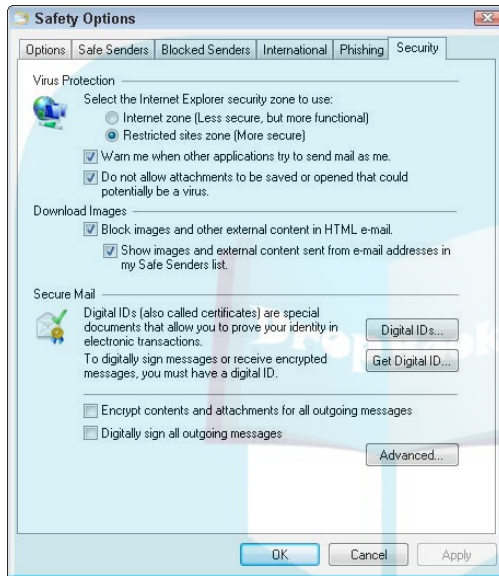 Safety Options
Options Safe Senders Blocked Senders International Phishing Security
Virus Protection
Select the Internet Explorer security zone to use:
Internet zone (Less secure, but more functional)
Restricted sites zone (More secure)
Warn me when other applications try to send mail as me.
Do not allow attachments to be saved or opened that could
potentially be a virus.
Download Images
Block images and other external content in HTML e-mail.
Show images and external content sent from e-mail addresses in
my Safe Senders list.
Secure Mail
Digital IDs (also called certificates) are special
documents that allow you to prove your identity in
electronic transactions.
Digital IDs...
To digitally sign messages or receive encrypted
messages, you must have a digital ID.
Get Digital ID...
Encrypt contents and attachments for all outgoing messages
Digitally sign all outgoing messages
Advanced...
OK Cancel Apply